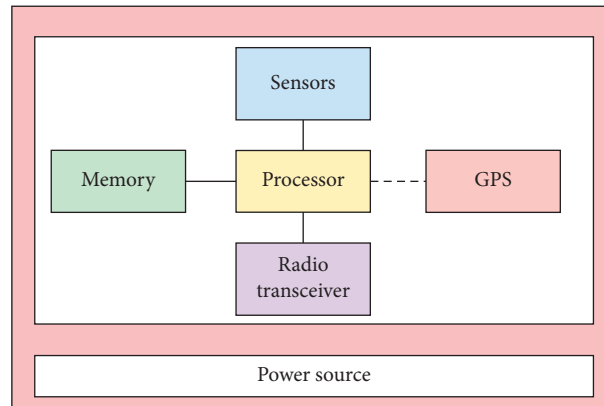 Sensors
Memory
Processor
GPS
Radio
transceiver
Power source